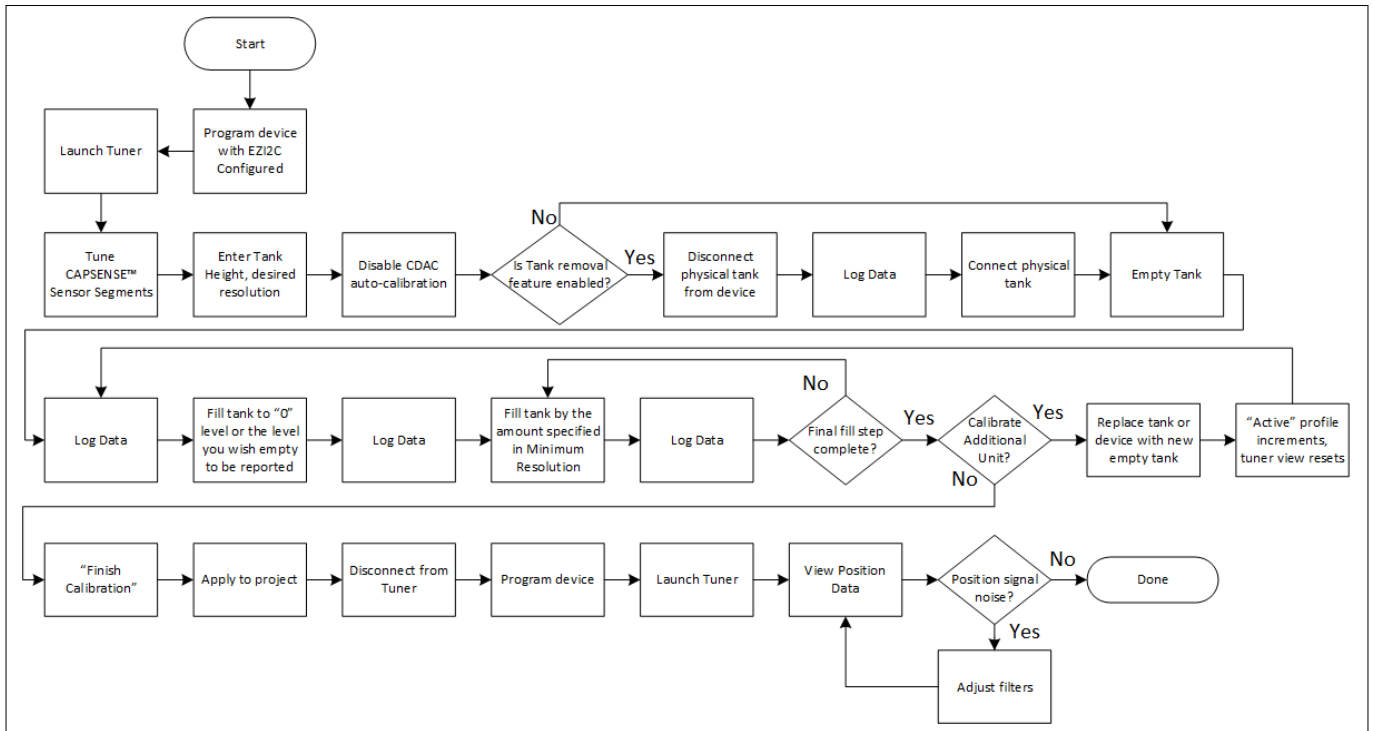 Start
Launch Tuner
Program device
with EZI2C
Configured
Tune
CAPSENSE™
Sensor Segments
Enter Tank
Height, desired
resolution
Disable CDAC
auto-calibration
Is Tank removal
feature enabled?
No
Yes
Disconnect
physical tank
from device
Log Data
Connect physical
tank
Empty Tank
Log Data
Fill tank to “0”
level or the level
you wish empty
to be reported
Log Data
Fill tank by the
amount specified
in Minimum
Resolution
Log Data
Final fill step
complete?
No
Yes
Calibrate
Additional
Unit?
Yes
No
Replace tank or
device with new
empty tank
“Active” profile
increments,
tuner view resets
“Finish
Calibration”
Apply to project
Disconnect from
Tuner
Program device
Launch Tuner
View Position
Data
Position signal
noise?
No
Yes
Done
Adjust filters